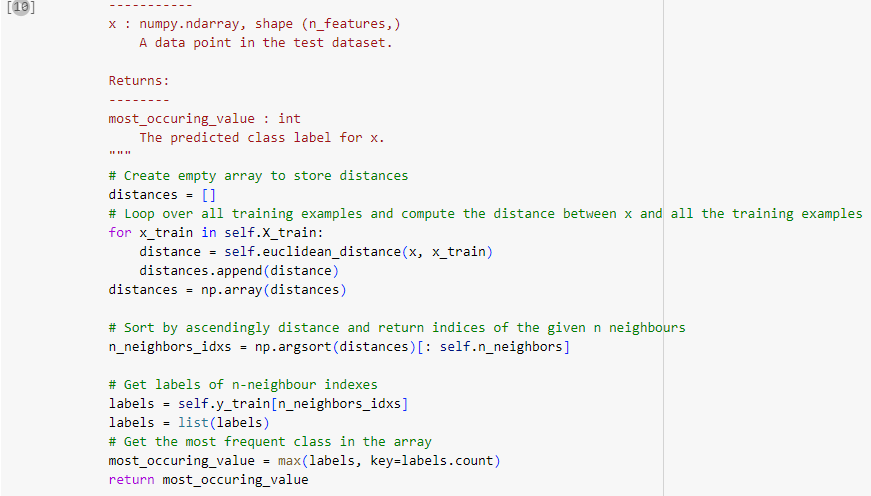 [10]
-----------
x : numpy.ndarray, shape (n_features,)
    A data point in the test dataset.

Returns:
--------
most_occuring_value : int
    The predicted class label for x.
"""
# Create empty array to store distances
distances = []
# Loop over all training examples and compute the distance between x and all the training examples
for x_train in self.X_train:
    distance = self.euclidean_distance(x, x_train)
    distances.append(distance)
distances = np.array(distances)

# Sort by ascendingly distance and return indices of the given n neighbours
n_neighbors_idxs = np.argsort(distances)[: self.n_neighbors]

# Get labels of n-neighbour indexes
labels = self.y_train[n_neighbors_idxs]
labels = list(labels)
# Get the most frequent class in the array
most_occuring_value = max(labels, key=labels.count)
return most_occuring_value